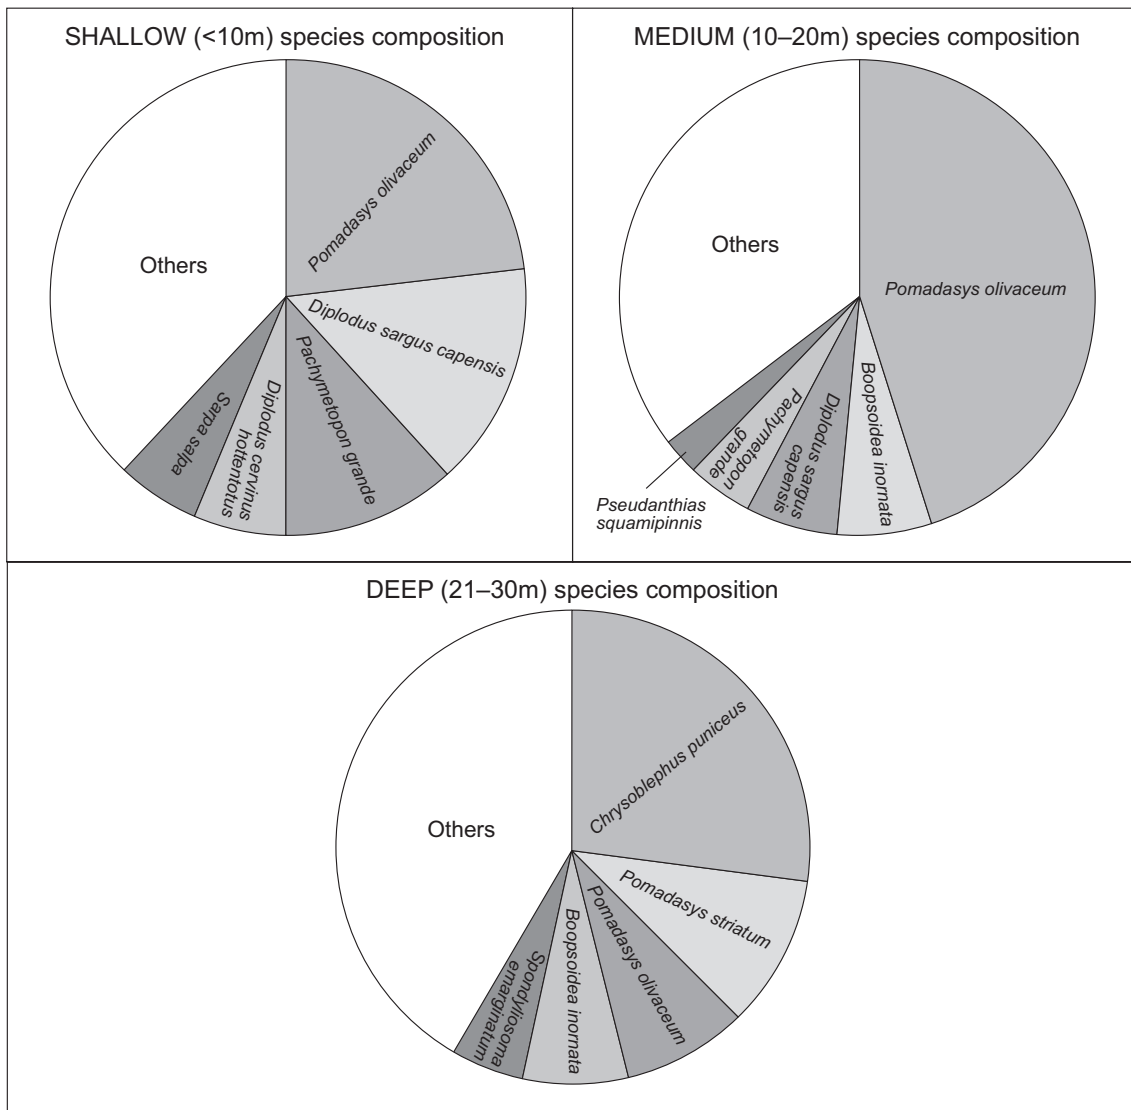 SHALLOW (<10m) species composition
Pomadasys olivaceum
Diplodus sargus capensis
Pachymetopon grande
Diplodus cervinus
hottentotus
Sarpa salpa
Others
MEDIUM (10–20m) species composition
Pomadasys olivaceum
Boopsoidea inornata
Diplodus sargus
capensis
Pachymetopon
grande
Pseudanthias
squamipinnis
Others
DEEP (21–30m) species composition
Chrysoblephus puniceus
Pomadasys striatum
Pomadasys olivaceum
Boopsoidea inornata
Spondyliosoma
emarginatum
Others